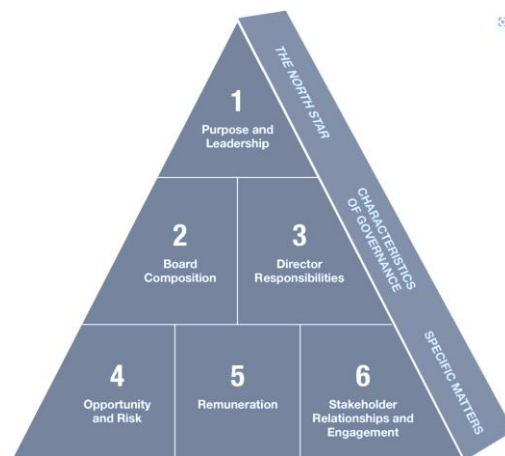 1
Purpose and
Leadership
THE NORTH STAR
2
Board
Composition
3
Director
Responsibilities
CHARACTERISTICS
OF GOVERNANCE
4
Opportunity
and Risk
5
Remuneration
6
Stakeholder
Relationships and
Engagement
SPECIFIC MATTERS